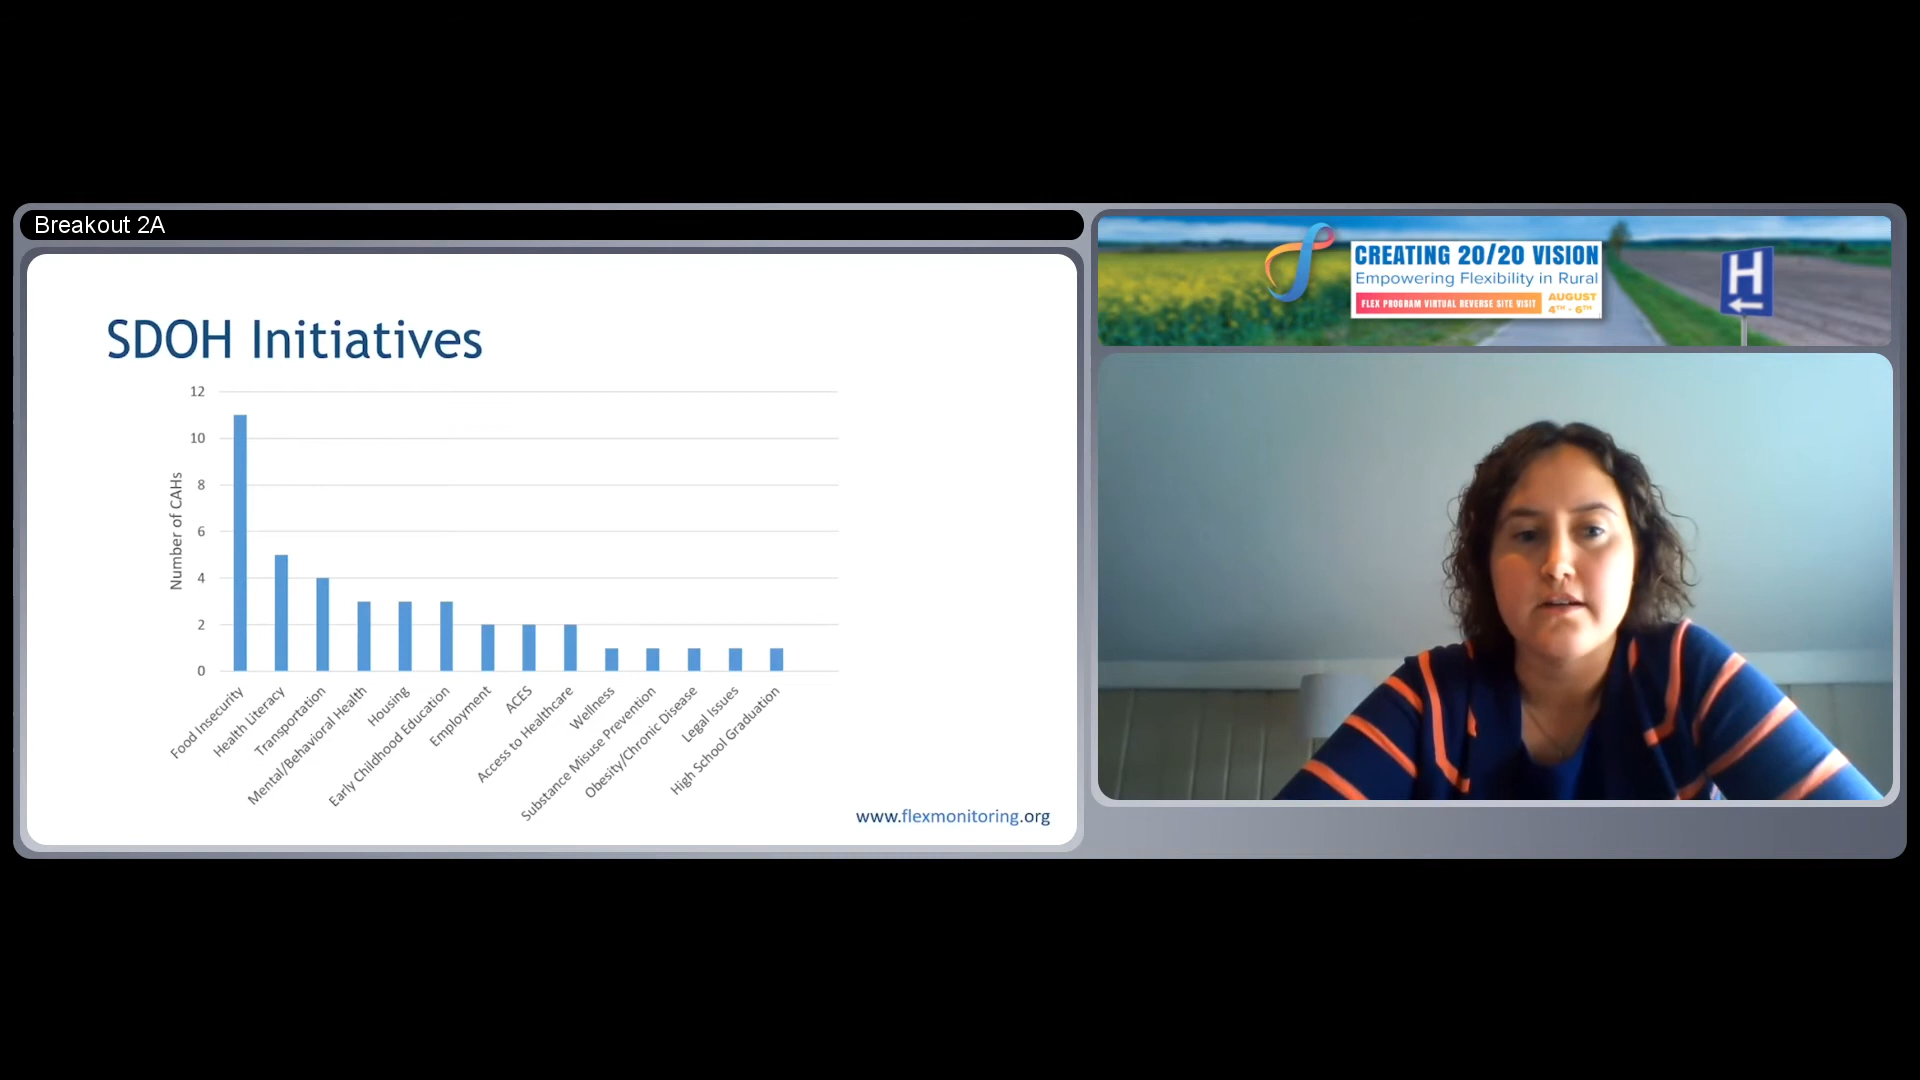 Breakout 2A
SDOH Initiatives
12
10
8
6
4
2
0
Number of CAHs
Food Insecurity
Health Literacy
Transportation
Mental/Behavioral Health
Housing
Early Childhood Education
Employment
ACES
Access to Healthcare
Wellness
Substance Misuse Prevention
Obesity/Chronic Disease
Legal Issues
High School Graduation
www.flexmonitoring.org
CREATING 20/20 VISION
Empowering Flexibility in Rural
FLEX PROGRAM VIRTUAL REVERSE SITE VISIT
AUGUST
4TH - 6TH
H